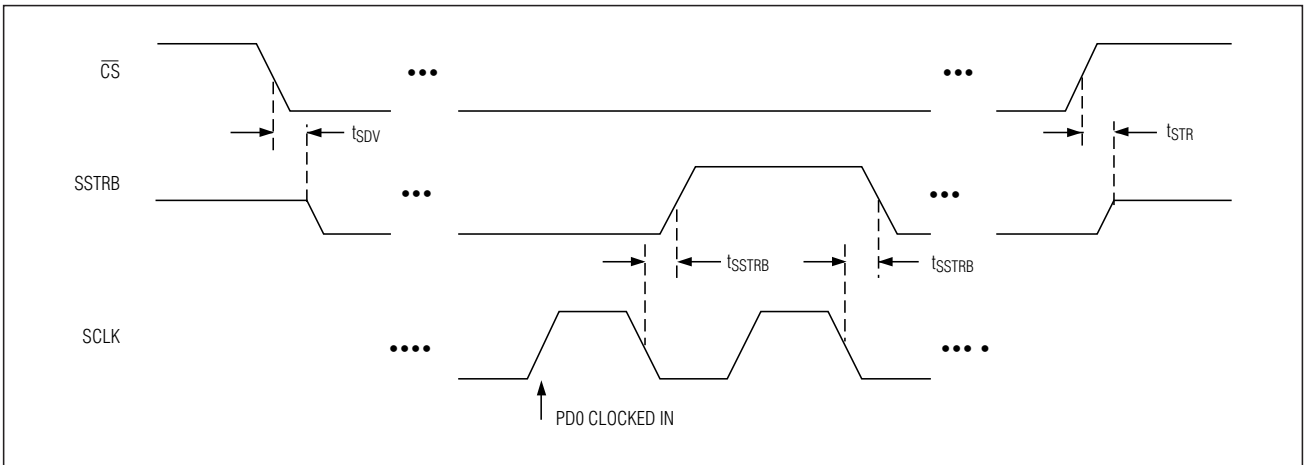 CS
tSDV
tSTR
SSTRB
tSSTRB
tSSTRB
SCLK
PD0 CLOCKED IN